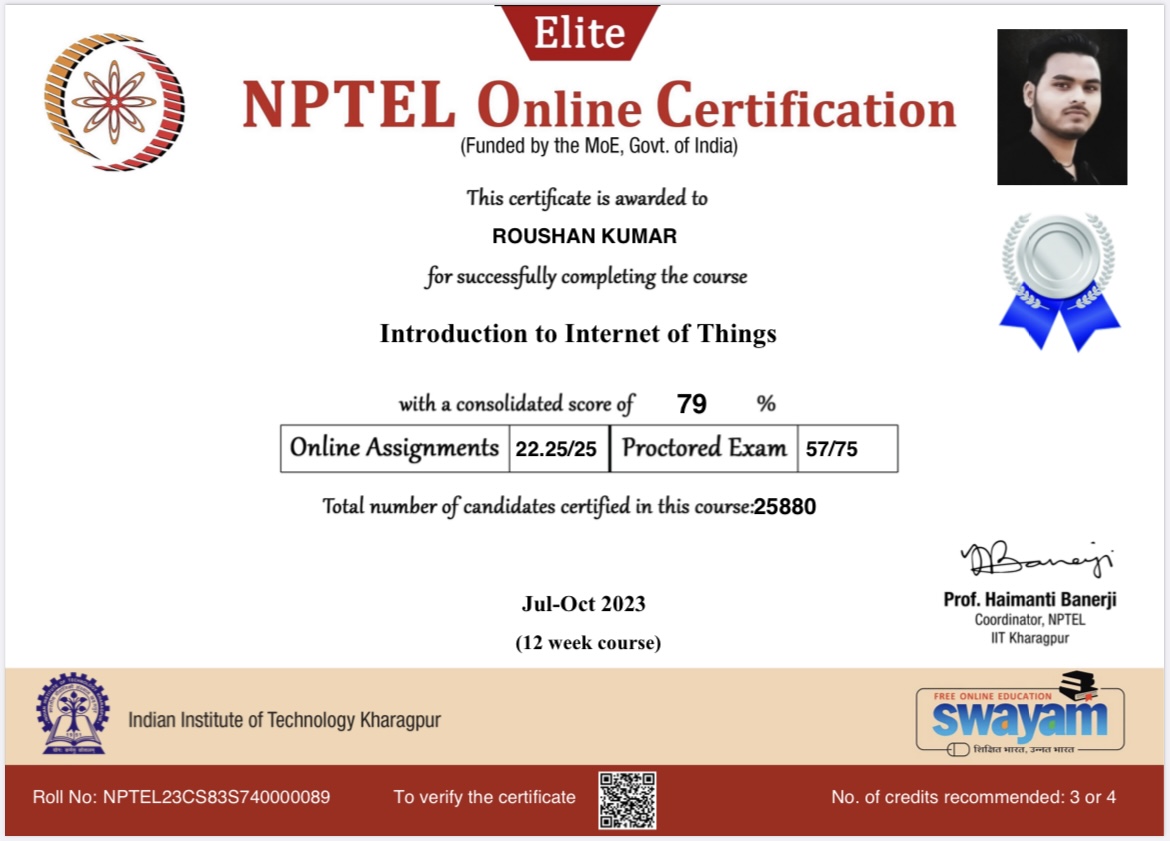 Elite
NPTEL Online Certification
(Funded by the MoE, Govt. of India)
This certificate is awarded to
ROUSHAN KUMAR
for successfully completing the course
Introduction to Internet of Things
with a consolidated score of 79 %
Online Assignments 22.25/25 Proctored Exam 57/75
Total number of candidates certified in this course:25880
Banerji
Prof. Haimanti Banerji
Coordinator, NPTEL
IIT Kharagpur
Jul-Oct 2023
(12 week course)
Indian Institute of Technology Kharagpur
FREE ONLINE EDUCATION
swayam
शिक्षित भारत, उन्नत भारत
Roll No: NPTEL23CS83S740000089 To verify the certificate No. of credits recommended: 3 or 4